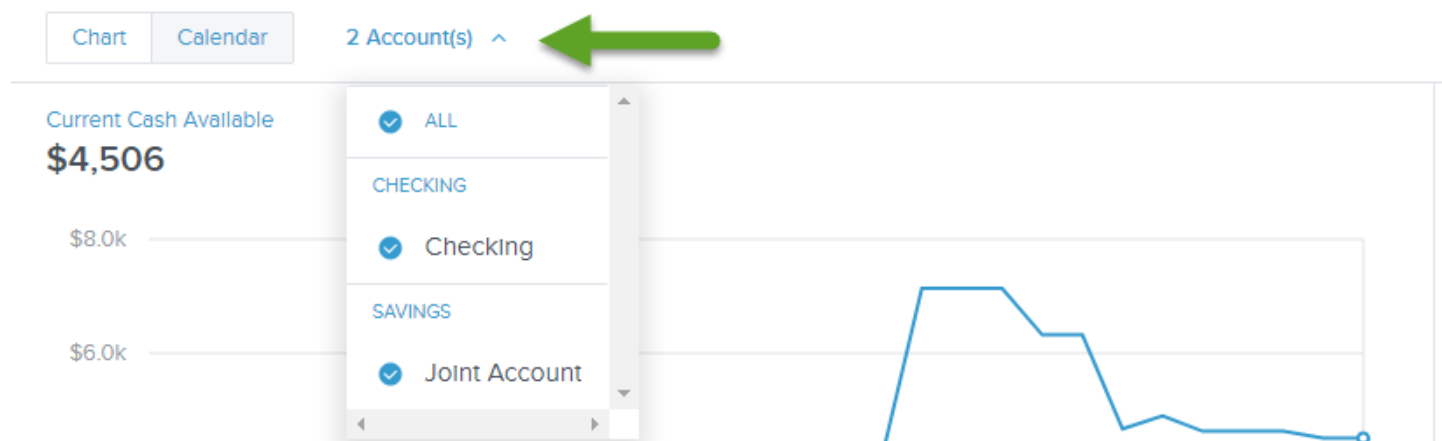 Chart Calendar 2 Account(s)
Current Cash Available
$4,506
ALL
CHECKING
Checking
SAVINGS
Joint Account
$8.0k
$6.0k